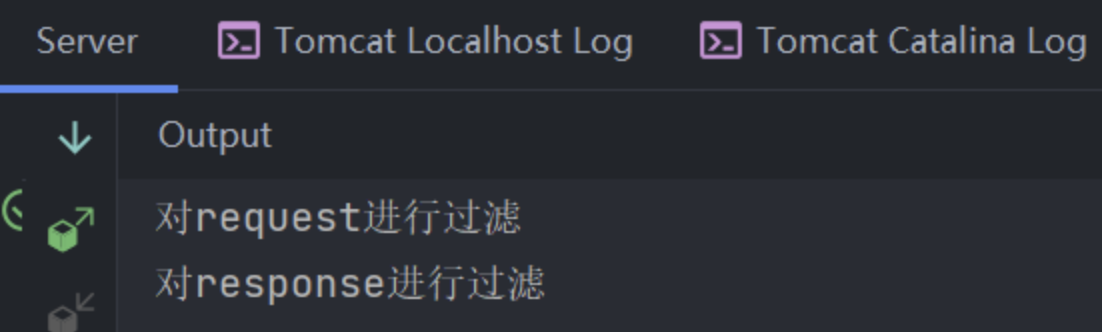 Server Tomcat Localhost Log Tomcat Catalina Log
Output
对request进行过滤
对response进行过滤